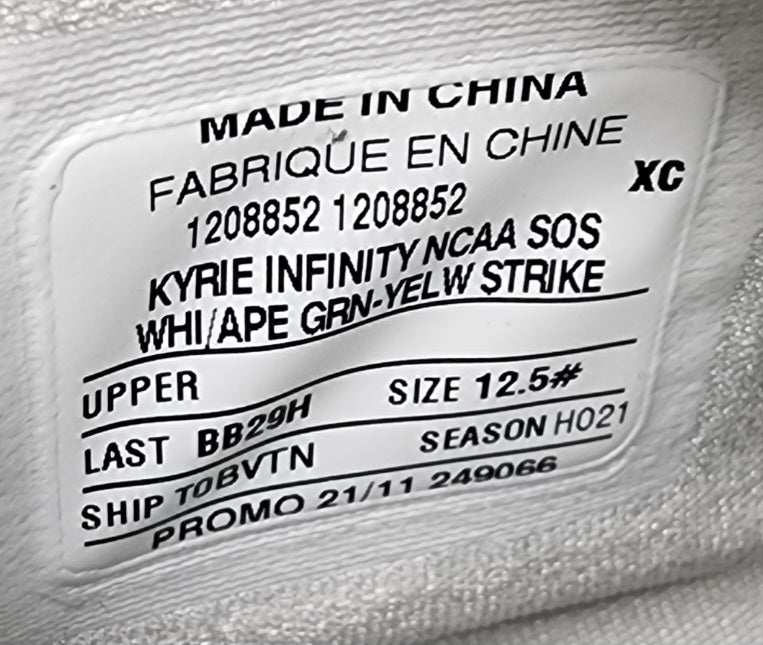 MADE IN CHINA
FABRIQUE EN CHINE
XC
1208852 1208852
KYRIE INFINITY NCAA SOS
WHI/APE GRN-YELW STRIKE
UPPER
SIZE 12.5#
LAST BB29H
SEASON HO21
SHIP TOBVTN
PROMO 21/11 249066